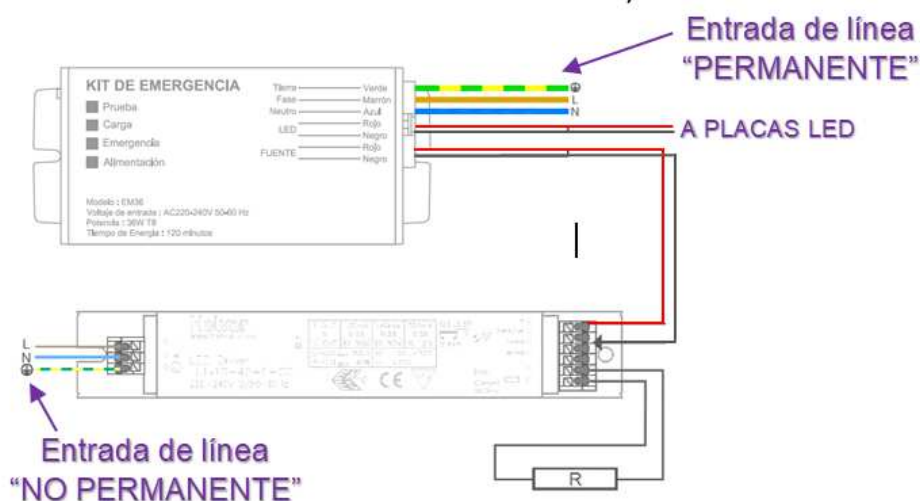 Entrada de línea
“PERMANENTE”
KIT DE EMERGENCIA
Prueba
Carga
Emergencia
Alimentación
Tierra Verde
Fase Marrón
Neutro Azul
LED Rojo
Negro
FUENTE Rojo
Negro
L
N
A PLACAS LED
Modelo : EM36
Voltaje de entrada : AC220-240V 50-60 Hz
Potencia : 36W T8
Tiempo de Energía : 120 minutos
L
N
LED Driver
CE
R
Entrada de línea
“NO PERMANENTE”